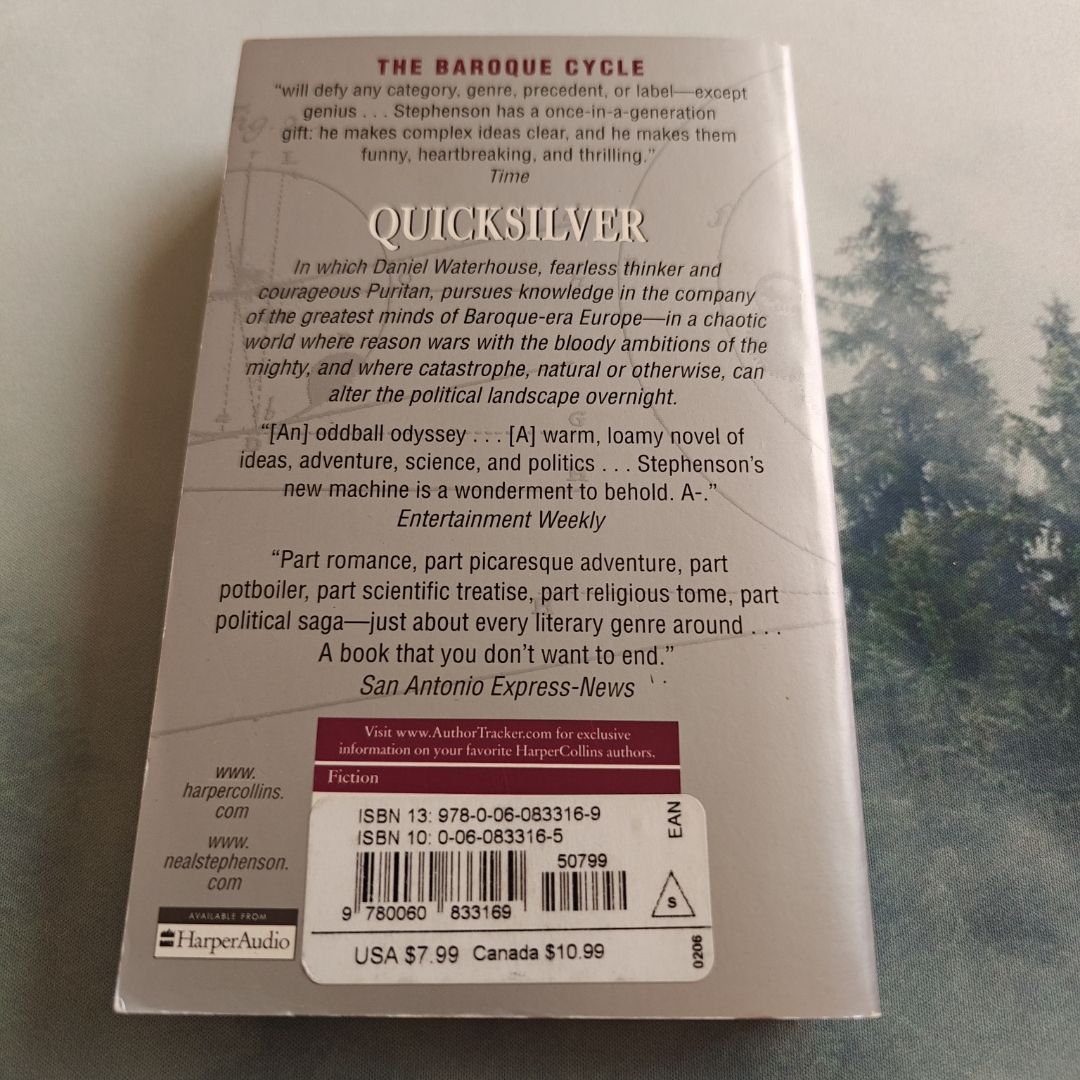 THE BAROQUE CYCLE
“will defy any category, genre, precedent, or label—except
genius . . . Stephenson has a once-in-a-generation
gift: he makes complex ideas clear, and he makes them
funny, heartbreaking, and thrilling.”
Time
QUICKSILVER
In which Daniel Waterhouse, fearless thinker and
courageous Puritan, pursues knowledge in the company
of the greatest minds of Baroque-era Europe—in a chaotic
world where reason wars with the bloody ambitions of the
mighty, and where catastrophe, natural or otherwise, can
alter the political landscape overnight.
“[An] oddball odyssey . . . [A] warm, loamy novel of
ideas, adventure, science, and politics . . . Stephenson’s
new machine is a wonderment to behold. A-.”
Entertainment Weekly
“Part romance, part picaresque adventure, part
potboiler, part scientific treatise, part religious tome, part
political saga—just about every literary genre around . . .
A book that you don’t want to end.”
San Antonio Express-News
Visit www.AuthorTracker.com for exclusive
information on your favorite HarperCollins authors.
Fiction
www.
harpercollins.
com
www.
nealstephenson.
com
AVAILABLE FROM
HarperAudio
ISBN 13: 978-0-06-083316-9
ISBN 10: 0-06-083316-5
50799
EAN
S
9 780060 833169
USA $7.99 Canada $10.99
0206